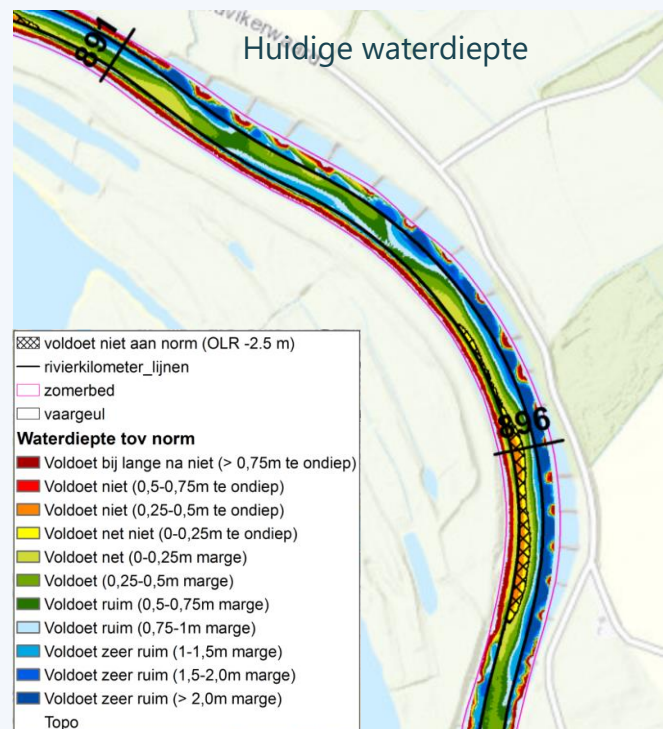 Huidige waterdiepte
891
896
voldoet niet aan norm (OLR -2.5 m)
rivierkilometer_lijnen
zomerbed
vaargeul
Waterdiepte tov norm
Voldoet bij lange na niet (> 0,75m te ondiep)
Voldoet niet (0,5-0,75m te ondiep)
Voldoet niet (0,25-0,5m te ondiep)
Voldoet net niet (0-0,25m te ondiep)
Voldoet net (0-0,25m marge)
Voldoet (0,25-0,5m marge)
Voldoet ruim (0,5-0,75m marge)
Voldoet ruim (0,75-1m marge)
Voldoet zeer ruim (1-1,5m marge)
Voldoet zeer ruim (1,5-2,0m marge)
Voldoet zeer ruim (> 2,0m marge)
Topo